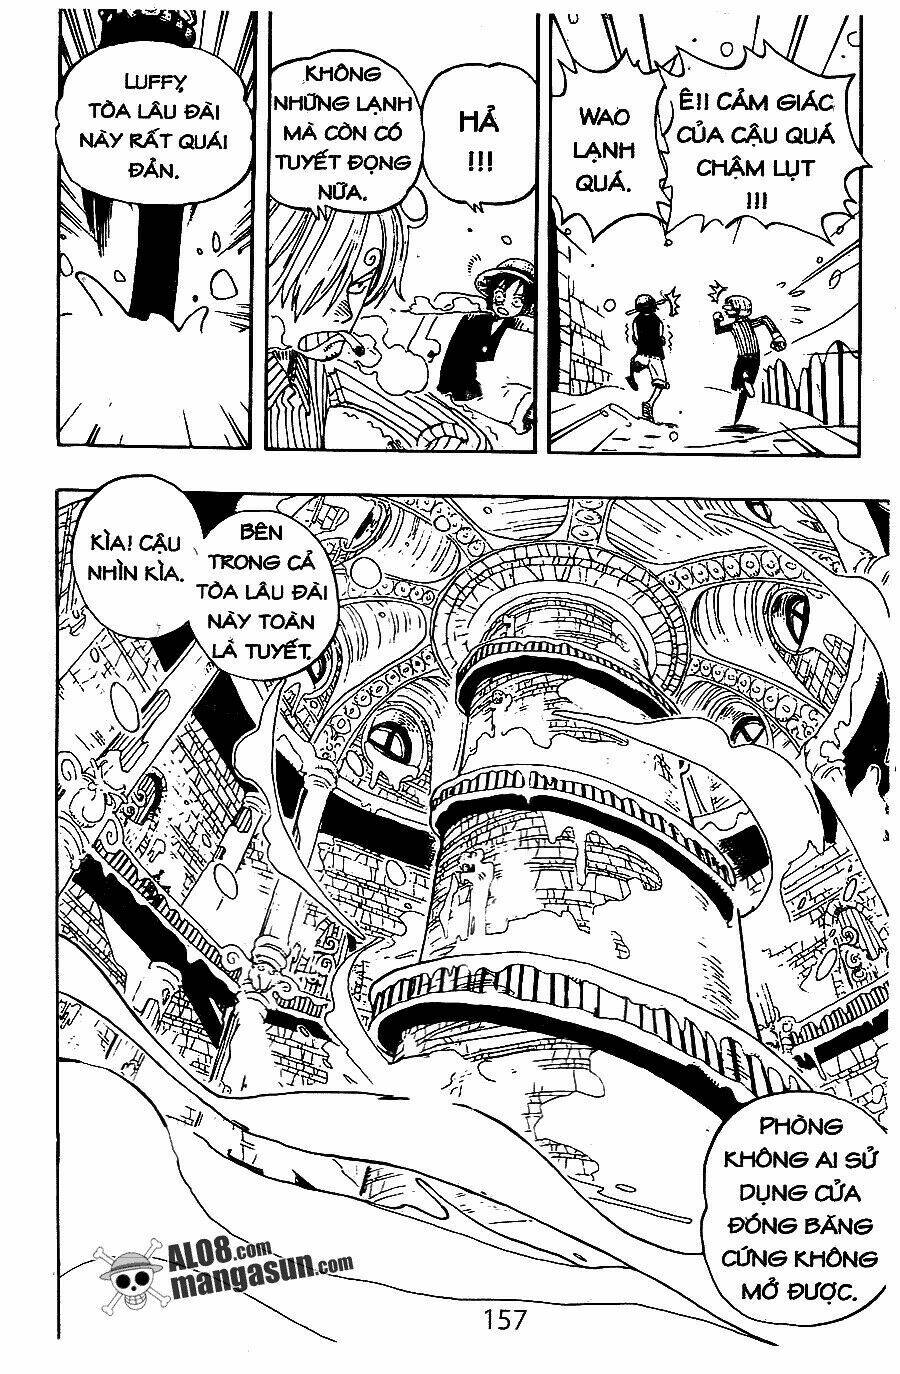 LUFFY,
TÒA LÂU ĐÀI
NÀY RẤT QUÁI
ĐẢN.
KHÔNG
NHỮNG LẠNH
MÀ CÒN CÓ
TUYẾT ĐỌNG
NỮA.
HẢ
!!!
WAO
LẠNH
QUÁ.
Ê!! CẢM GIÁC
CỦA CẬU QUÁ
CHẬM LỤT
!!!
KÌA! CẬU
NHÌN KÌA.
BÊN
TRONG CẢ
TÒA LÂU ĐÀI
NÀY TOÀN
LÀ TUYẾT.
PHÒNG
KHÔNG AI SỬ
DỤNG CỬA
ĐÓNG BĂNG
CỨNG KHÔNG
MỞ ĐƯỢC.
AL08.com
mangasun.com
157